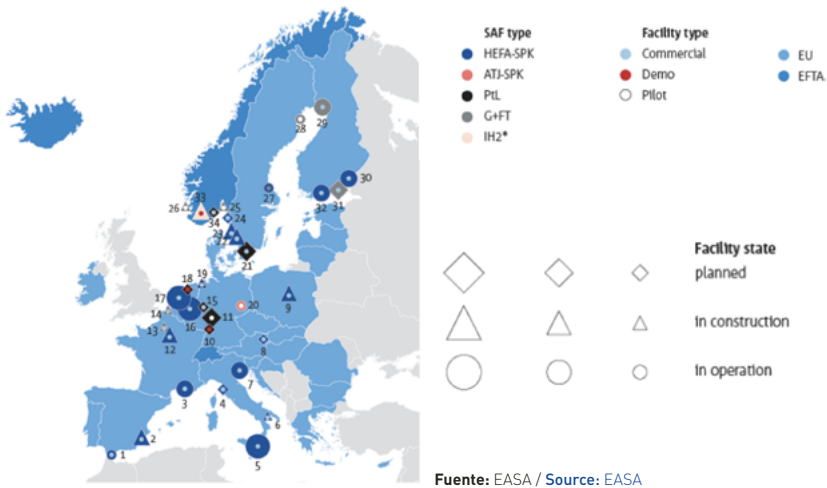 SAF type
HEFA-SPK
ATJ-SPK
PtL
G+FT
IH2*
Facility type
Commercial
Demo
Pilot
EU
EFTA
28
29
30
27
32
31
33
26
25
34
24
23
22
21
19
18
17
15
20
9
14
11
16
13
10
12
8
7
3
4
6
2
1
5
Facility state
planned
in construction
in operation
Fuente: EASA / Source: EASA